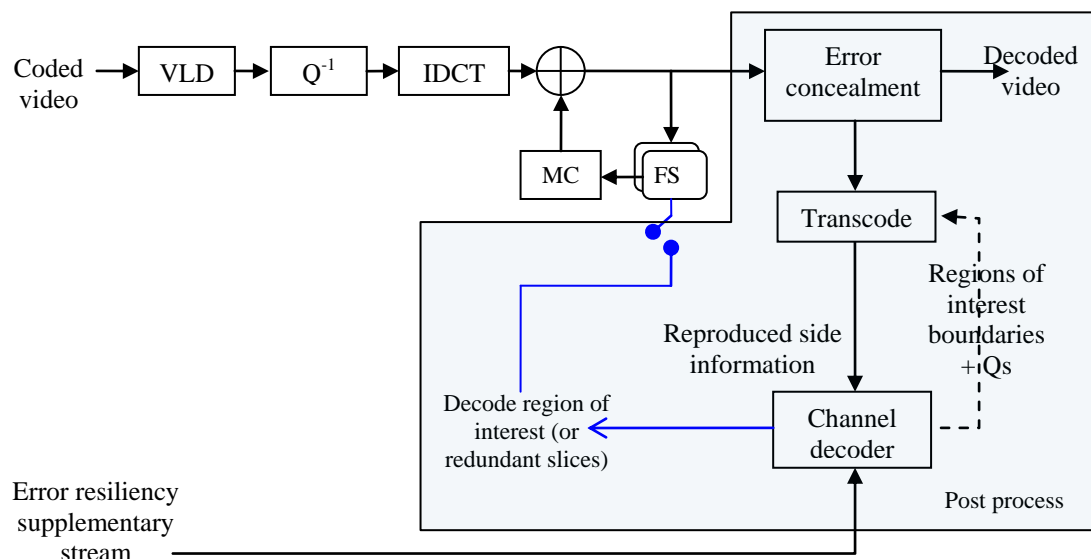 Coded
video
VLD
Q-1
IDCT
Error
concealment
Decoded
video
MC
FS
Transcode
Regions of
interest
boundaries
+ Qs
Reproduced side
information
Decode region of
interest (or
redundant slices)
Channel
decoder
Error resiliency
supplementary
stream
Post process